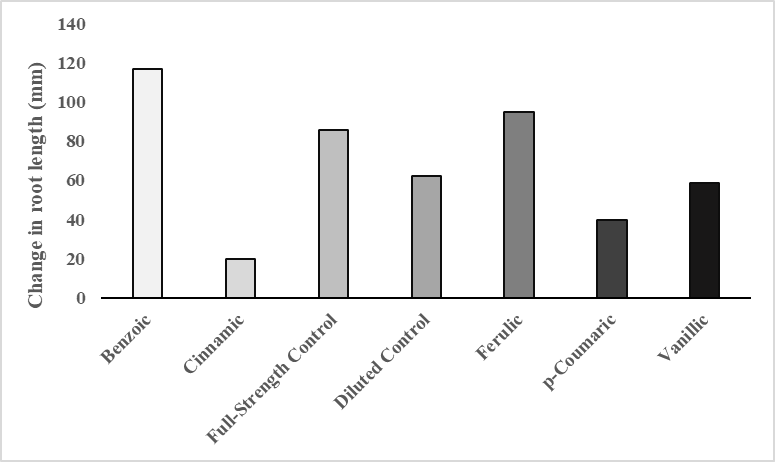 Change in root length (mm)
140
120
100
80
60
40
20
0
Benzoic
Cinnamic
Full-Strength Control
Diluted Control
Ferulic
p-Coumaric
Vanillic